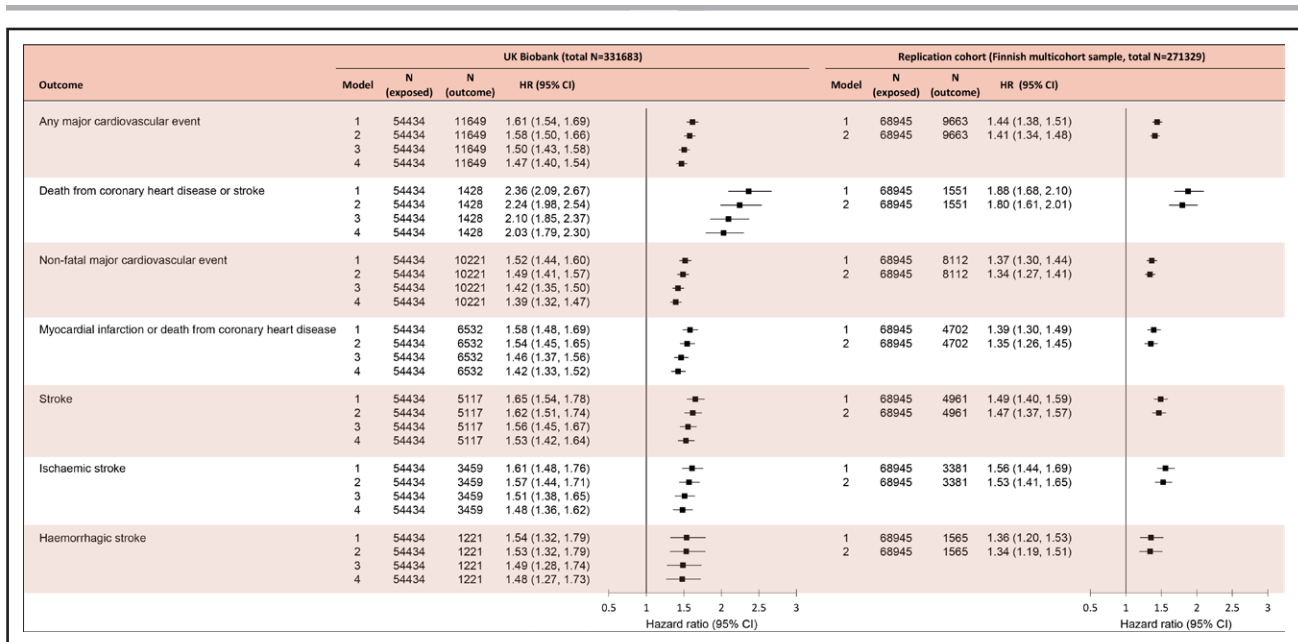 UK Biobank (total N=331683) Replication cohort (Finnish multicohort sample, total N=271329)
Outcome Model N (exposed) N (outcome) HR (95% CI) Model N (exposed) N (outcome) HR (95% CI)
Any major cardiovascular event 1 54434 11649 1.61 (1.54, 1.69) 1 68945 9663 1.44 (1.38, 1.51)
2 54434 11649 1.58 (1.50, 1.66) 2 68945 9663 1.41 (1.34, 1.48)
3 54434 11649 1.50 (1.43, 1.58)
4 54434 11649 1.47 (1.40, 1.54)
Death from coronary heart disease or stroke 1 54434 1428 2.36 (2.09, 2.67) 1 68945 1551 1.88 (1.68, 2.10)
2 54434 1428 2.24 (1.98, 2.54) 2 68945 1551 1.80 (1.61, 2.01)
3 54434 1428 2.10 (1.85, 2.37)
4 54434 1428 2.03 (1.79, 2.30)
Non-fatal major cardiovascular event 1 54434 10221 1.52 (1.44, 1.60) 1 68945 8112 1.37 (1.30, 1.44)
2 54434 10221 1.49 (1.41, 1.57) 2 68945 8112 1.34 (1.27, 1.41)
3 54434 10221 1.42 (1.35, 1.50)
4 54434 10221 1.39 (1.32, 1.47)
Myocardial infarction or death from coronary heart disease 1 54434 6532 1.58 (1.48, 1.69) 1 68945 4702 1.39 (1.30, 1.49)
2 54434 6532 1.54 (1.45, 1.65) 2 68945 4702 1.35 (1.26, 1.45)
3 54434 6532 1.46 (1.37, 1.56)
4 54434 6532 1.42 (1.33, 1.52)
Stroke 1 54434 5117 1.65 (1.54, 1.78) 1 68945 4961 1.49 (1.40, 1.59)
2 54434 5117 1.62 (1.51, 1.74) 2 68945 4961 1.47 (1.37, 1.57)
3 54434 5117 1.56 (1.45, 1.67)
4 54434 5117 1.53 (1.42, 1.64)
Ischaemic stroke 1 54434 3459 1.61 (1.48, 1.76) 1 68945 3381 1.56 (1.44, 1.69)
2 54434 3459 1.57 (1.44, 1.71) 2 68945 3381 1.53 (1.41, 1.65)
3 54434 3459 1.51 (1.38, 1.65)
4 54434 3459 1.48 (1.36, 1.62)
Haemorrhagic stroke 1 54434 1221 1.54 (1.32, 1.79) 1 68945 1565 1.36 (1.20, 1.53)
2 54434 1221 1.53 (1.32, 1.79) 2 68945 1565 1.34 (1.19, 1.51)
3 54434 1221 1.49 (1.28, 1.74)
4 54434 1221 1.48 (1.27, 1.73)
0.5 1 1.5 2 2.5 3 0.5 1 1.5 2 2.5 3
Hazard ratio (95% CI) Hazard ratio (95% CI)